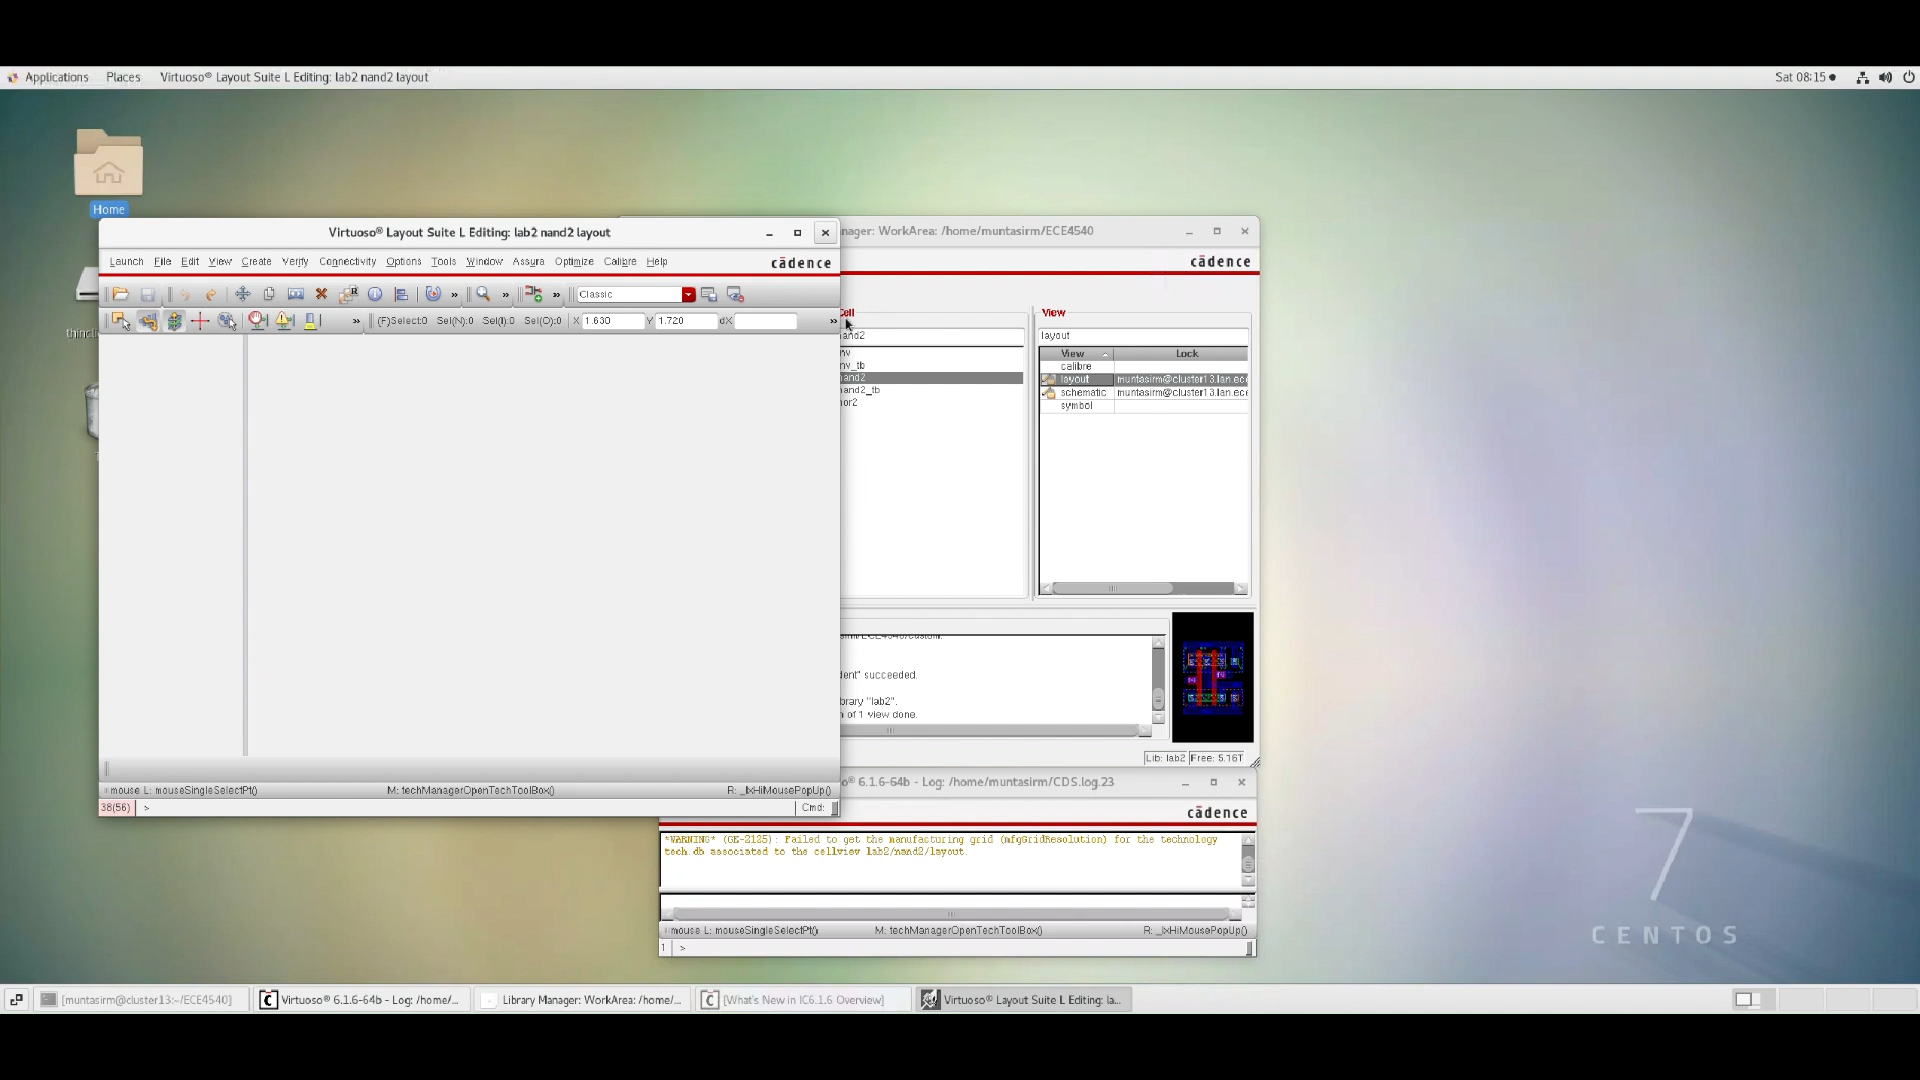 Applications Places Virtuoso® Layout Suite L Editing: lab2 nand2 layout
Sat 08:15
Home
Virtuoso® Layout Suite L Editing: lab2 nand2 layout
Launch File Edit View Create Verify Connectivity Options Tools Window Assura Optimize Calibre Help
cādence
Classic
(F)Select:0 Sel(N):0 Sel(I):0 Sel(O):0 X 1.630 Y 1.720 dX
mouse L: mouseSingleSelectPt() M: techManagerOpenTechToolBox() R: _lxHiMousePopUp()
38(56) > Cmd:
nager: WorkArea: /home/muntasirm/ECE4540
cādence
Cell
nand2
nv
nv_tb
nand2
nand2_tb
nor2
View
layout
View Lock
calibre
layout muntasirm@cluster13.lan.ece
schematic muntasirm@cluster13.lan.ece
symbol
dent" succeeded.
brary "lab2".
n of 1 view done.
Lib: lab2 Free: 5.16T
o® 6.1.6-64b - Log: /home/muntasirm/CDS.log.23
cādence
*WARNING* (GE-2125): Failed to get the manufacturing grid (mfgGridResolution) for the technology
tech.db associated to the cellview lab2/nand2/layout.
mouse L: mouseSingleSelectPt() M: techManagerOpenTechToolBox() R: _lxHiMousePopUp()
1 >
7
CENTOS
[muntasirm@cluster13:~/ECE4540] Virtuoso® 6.1.6-64b - Log: /home/... Library Manager: WorkArea: /home/... [What's New in IC6.1.6 Overview] Virtuoso® Layout Suite L Editing: la...